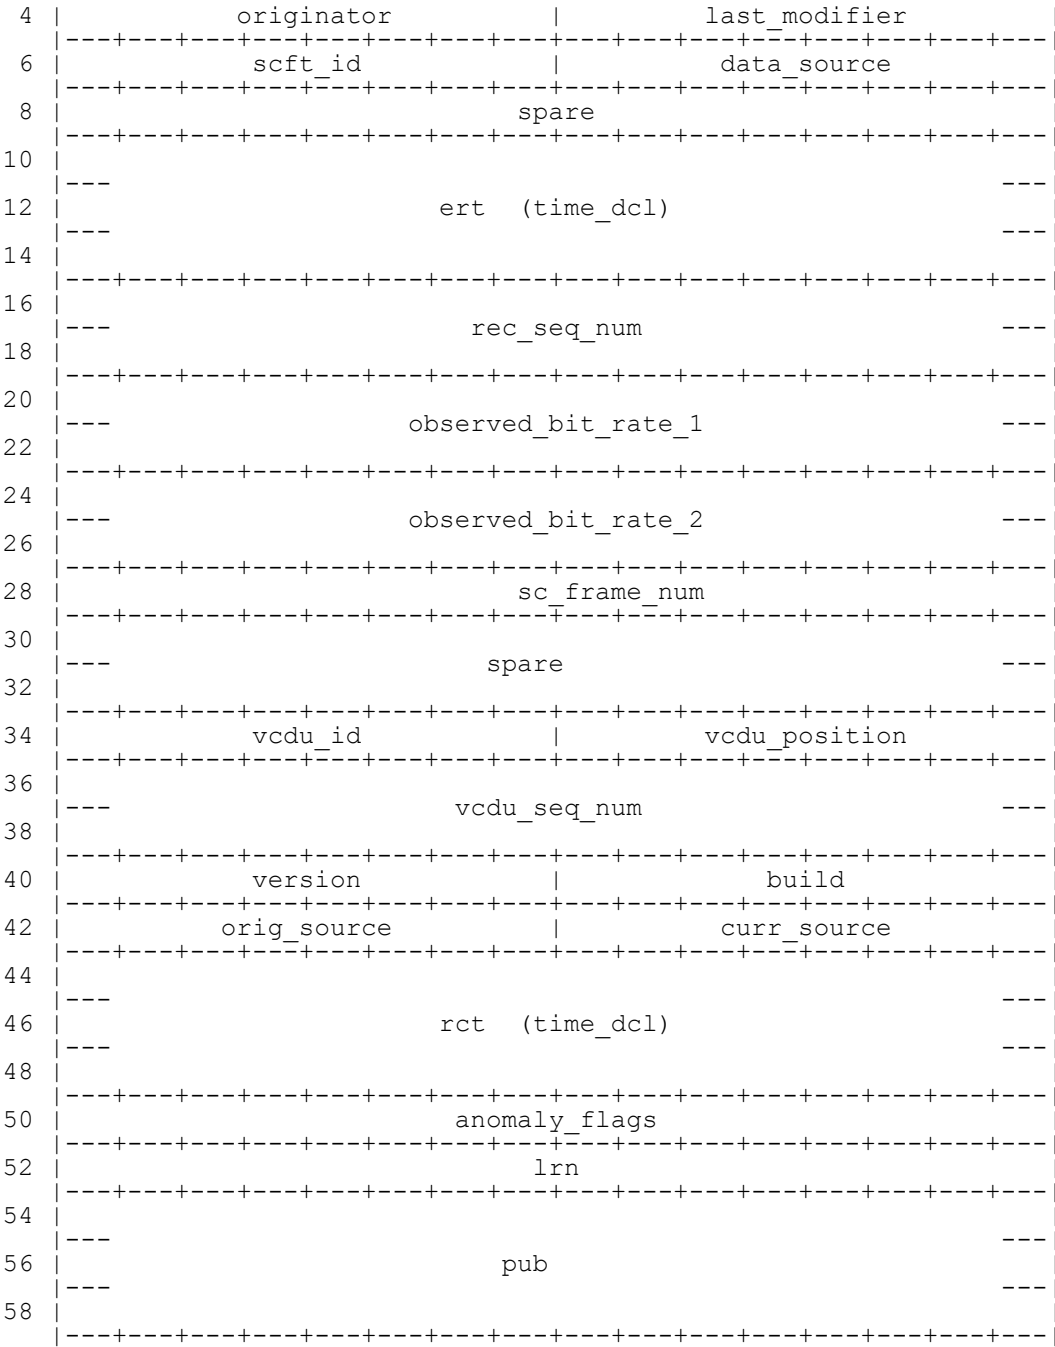 4 | originator | last_modifier |
|---+---+---+---+---+---+---+---+---+---+---+---+---+---+---+---|
6 | scft_id | data_source |
|---+---+---+---+---+---+---+---+---+---+---+---+---+---+---+---|
8 | spare |
|---+---+---+---+---+---+---+---+---+---+---+---+---+---+---+---|
10 | |
|--- ---|
12 | ert (time_dcl) |
|--- ---|
14 | |
|---+---+---+---+---+---+---+---+---+---+---+---+---+---+---+---|
16 | |
|--- rec_seq_num ---|
18 | |
|---+---+---+---+---+---+---+---+---+---+---+---+---+---+---+---|
20 | |
|--- observed_bit_rate_1 ---|
22 | |
|---+---+---+---+---+---+---+---+---+---+---+---+---+---+---+---|
24 | |
|--- observed_bit_rate_2 ---|
26 | |
|---+---+---+---+---+---+---+---+---+---+---+---+---+---+---+---|
28 | sc_frame_num |
|---+---+---+---+---+---+---+---+---+---+---+---+---+---+---+---|
30 | |
|--- spare ---|
32 | |
|---+---+---+---+---+---+---+---+---+---+---+---+---+---+---+---|
34 | vcdu_id | vcdu_position |
|---+---+---+---+---+---+---+---+---+---+---+---+---+---+---+---|
36 | |
|--- vcdu_seq_num ---|
38 | |
|---+---+---+---+---+---+---+---+---+---+---+---+---+---+---+---|
40 | version | build |
|---+---+---+---+---+---+---+---+---+---+---+---+---+---+---+---|
42 | orig_source | curr_source |
|---+---+---+---+---+---+---+---+---+---+---+---+---+---+---+---|
44 | |
|--- ---|
46 | rct (time_dcl) |
|--- ---|
48 | |
|---+---+---+---+---+---+---+---+---+---+---+---+---+---+---+---|
50 | anomaly_flags |
|---+---+---+---+---+---+---+---+---+---+---+---+---+---+---+---|
52 | lrn |
|---+---+---+---+---+---+---+---+---+---+---+---+---+---+---+---|
54 | |
|--- ---|
56 | pub |
|--- ---|
58 | |
|---+---+---+---+---+---+---+---+---+---+---+---+---+---+---+---|